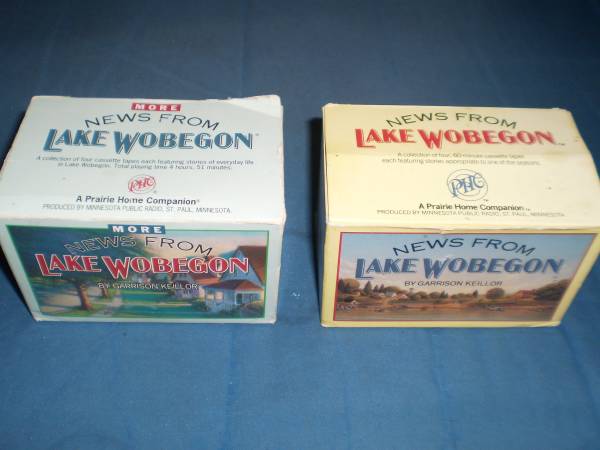 MORE
NEWS FROM
LAKE WOBEGON®
A collection of four cassette tapes each featuring stories of everyday life
in Lake Wobegon. Total playing time 4 hours, 51 minutes.
PHC
A Prairie Home Companion®
PRODUCED BY MINNESOTA PUBLIC RADIO, ST. PAUL, MINNESOTA.
MORE
NEWS FROM
LAKE WOBEGON
BY GARRISON KEILLOR
NEWS FROM
LAKE WOBEGON™
A collection of four 60-minute cassette tapes
each featuring stories appropriate to one of the seasons.
PHC
A Prairie Home Companion™
PRODUCED BY MINNESOTA PUBLIC RADIO, ST. PAUL, MINNESOTA
NEWS FROM
LAKE WOBEGON
BY GARRISON KEILLOR